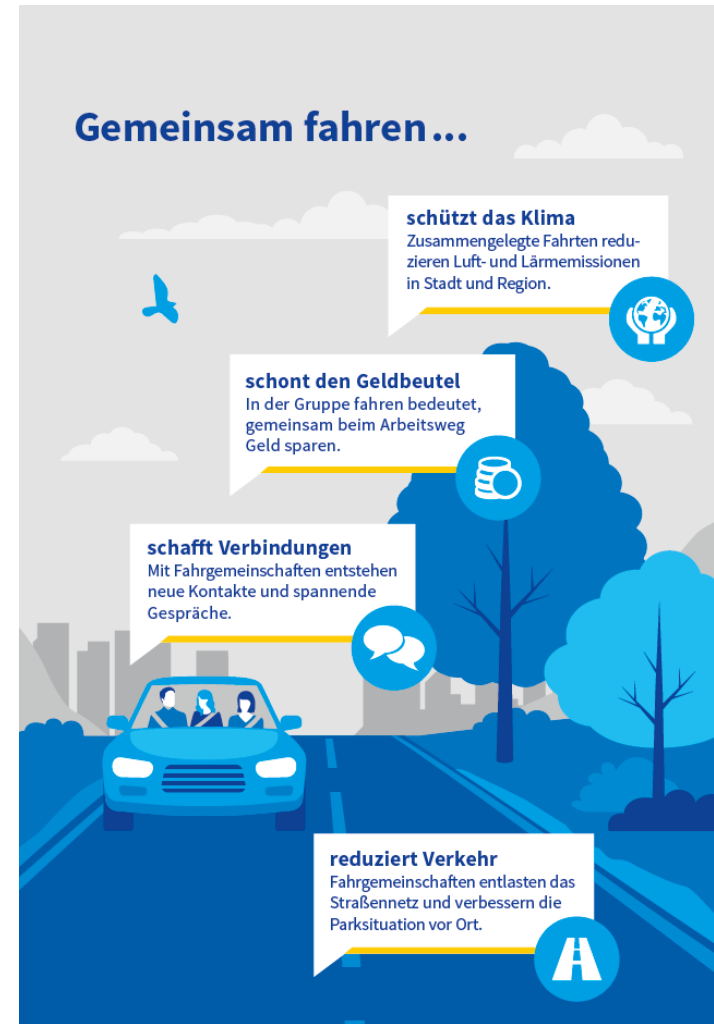 Gemeinsam fahren...
schützt das Klima
Zusammengelegte Fahrten redu-
zieren Luft- und Lärmemissionen
in Stadt und Region.
schont den Geldbeutel
In der Gruppe fahren bedeutet,
gemeinsam beim Arbeitsweg
Geld sparen.
schafft Verbindungen
Mit Fahrgemeinschaften entstehen
neue Kontakte und spannende
Gespräche.
reduziert Verkehr
Fahrgemeinschaften entlasten das
Straßennetz und verbessern die
Parksituation vor Ort.